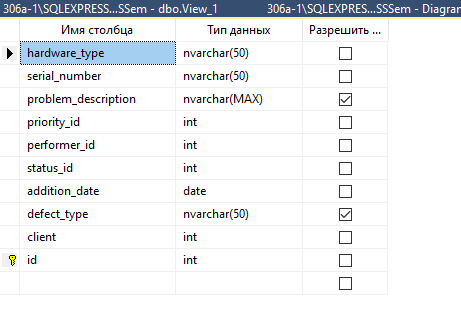 306a-1\SQLEXPRESS...SSem - dbo.View_1 306a-1\SQLEXPRES...SSSem - Diagram
Имя столбца Тип данных Разрешить ...
hardware_type nvarchar(50)
serial_number nvarchar(50)
problem_description nvarchar(MAX)
priority_id int
performer_id int
status_id int
addition_date date
defect_type nvarchar(50)
client int
id int